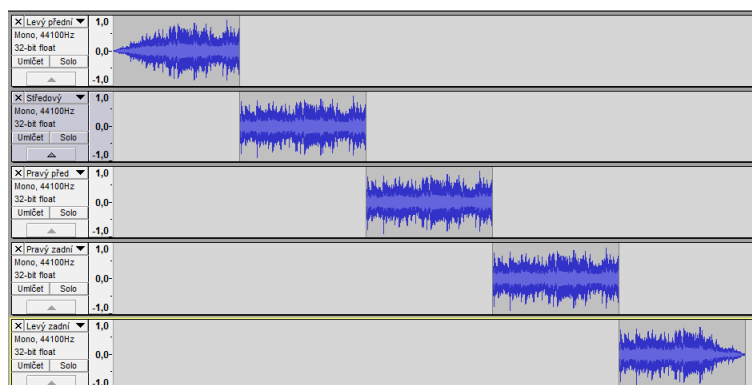 Levý přední
1,0
Mono, 44100Hz
32-bit float
0,0-
Umlčet Solo
-1,0
Středový
1,0
Mono, 44100Hz
32-bit float
0,0-
Umlčet Solo
-1,0
Pravý před
1,0
Mono, 44100Hz
32-bit float
0,0-
Umlčet Solo
-1,0
Pravý zadní
1,0
Mono, 44100Hz
32-bit float
0,0-
Umlčet Solo
-1,0
Levý zadní
1,0
Mono, 44100Hz
32-bit float
0,0-
Umlčet Solo
-1,0